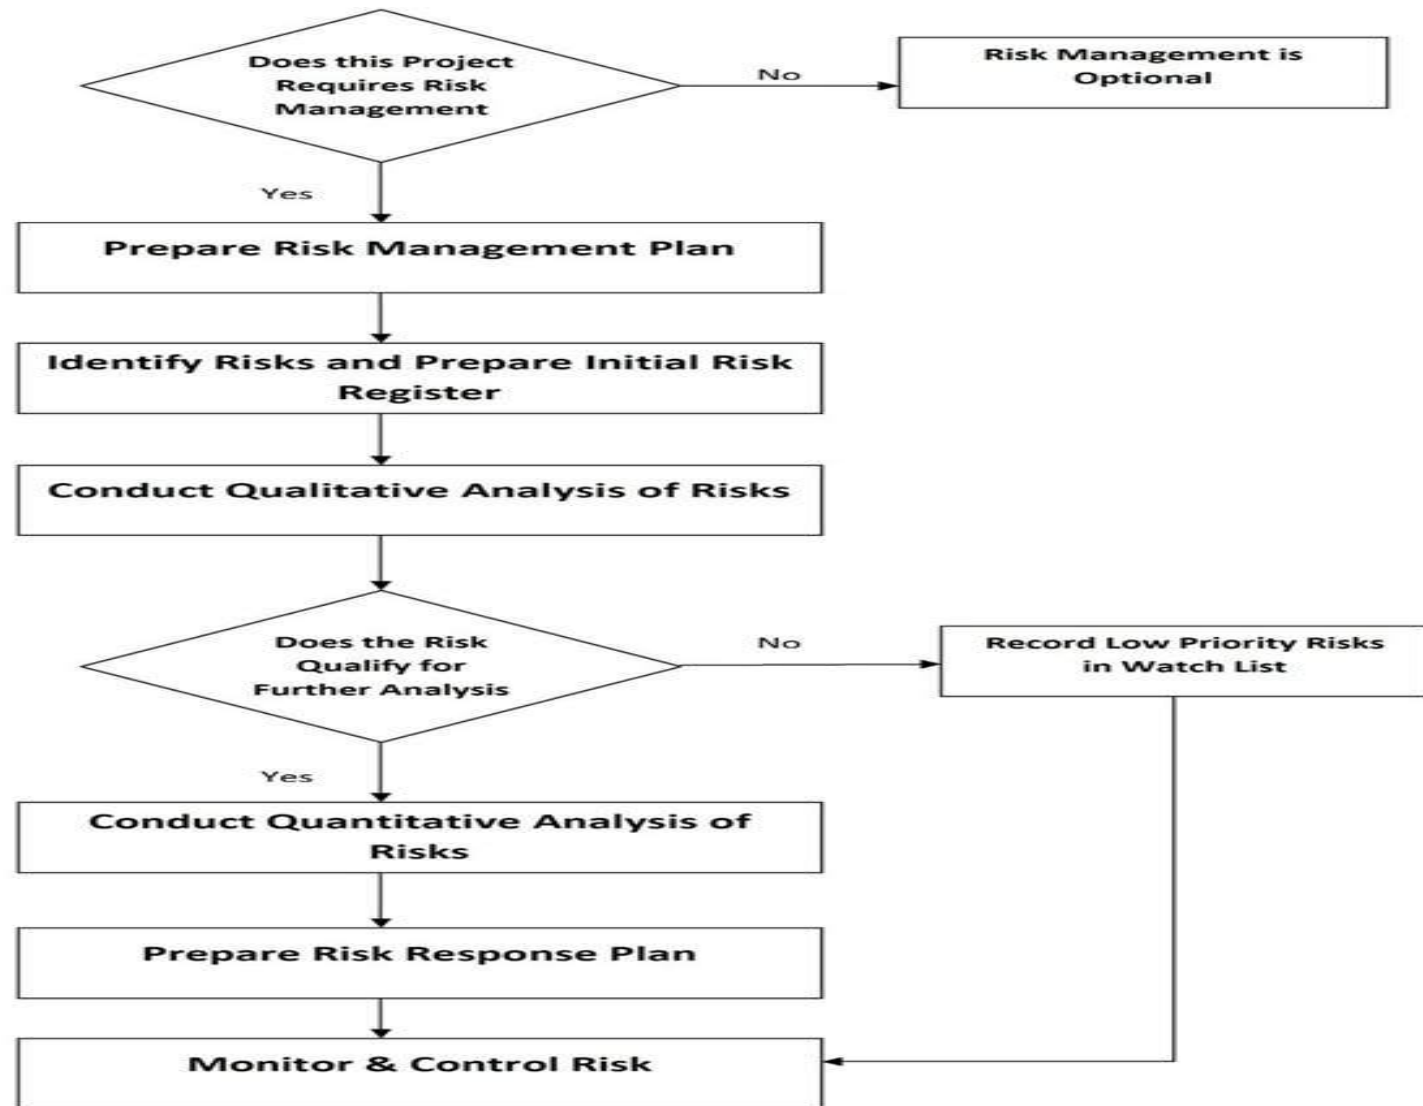 Does this Project
Requires Risk
Management
No
Risk Management is
Optional
Yes
Prepare Risk Management Plan
Identify Risks and Prepare Initial Risk
Register
Conduct Qualitative Analysis of Risks
Does the Risk
Qualify for
Further Analysis
No
Record Low Priority Risks
in Watch List
Yes
Conduct Quantitative Analysis of
Risks
Prepare Risk Response Plan
Monitor & Control Risk